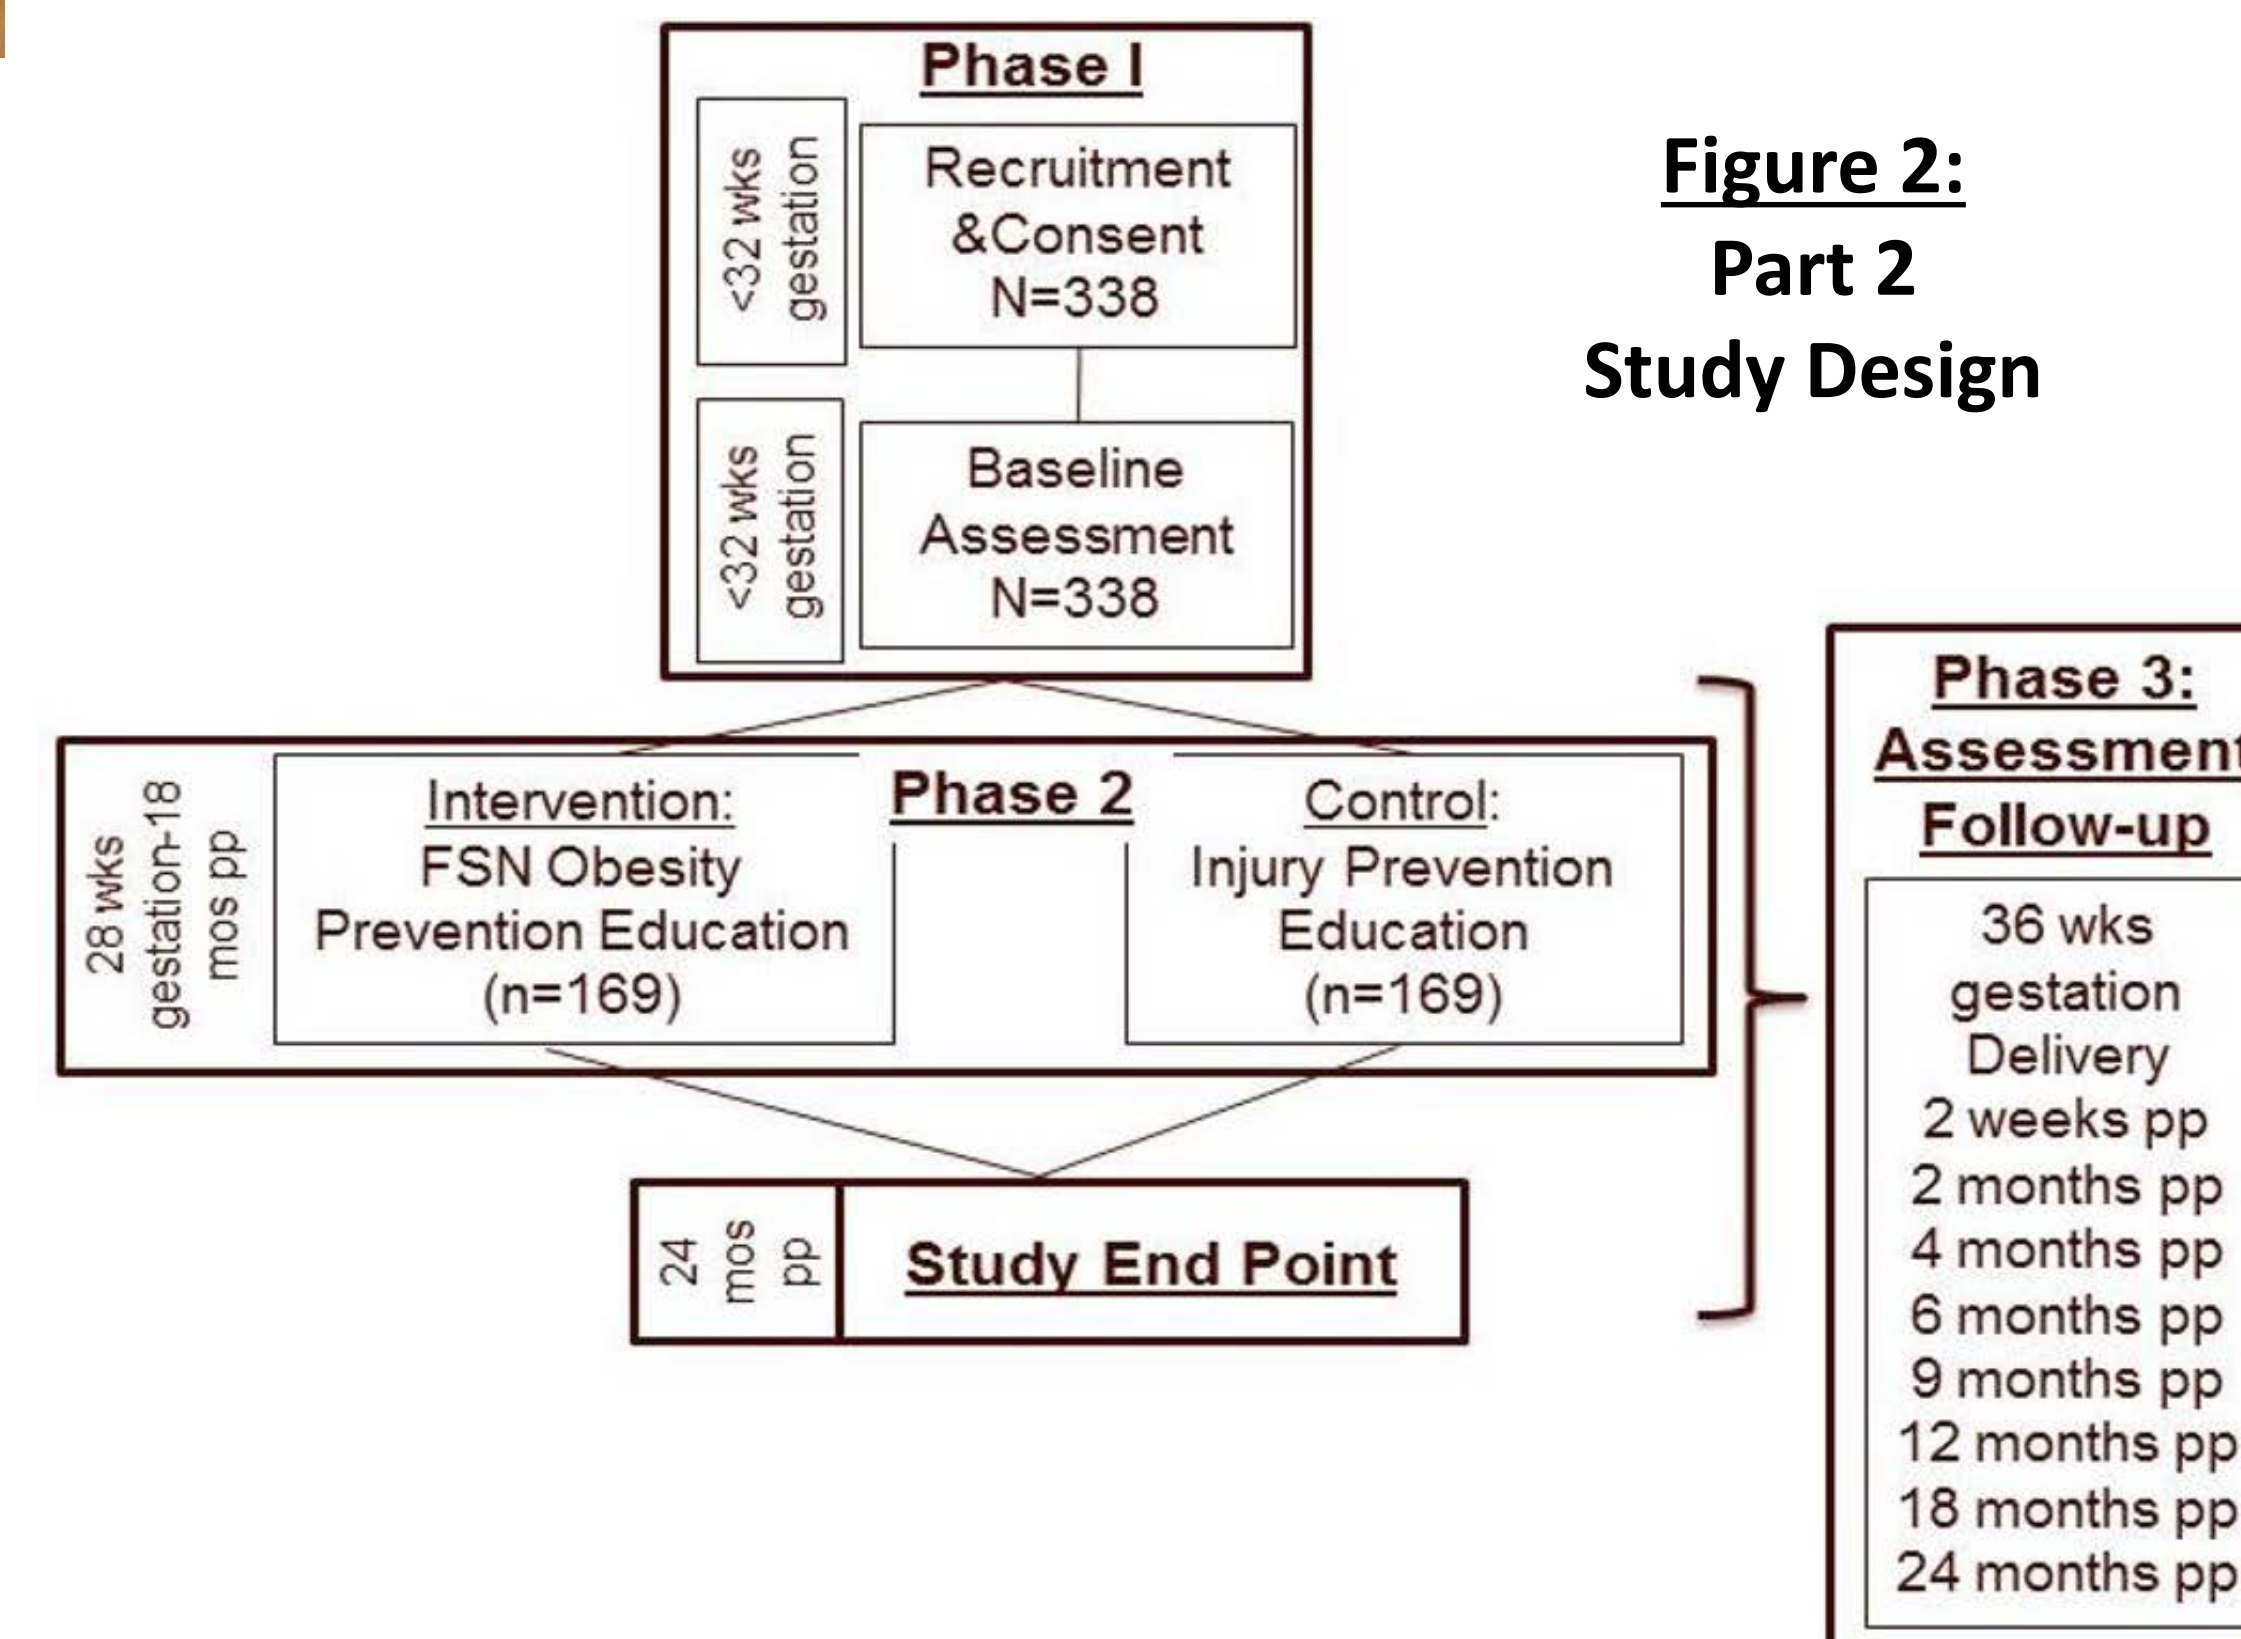 Phase I
<32 wks
gestation
Recruitment
&Consent
N=338
<32 wks
gestation
Baseline
Assessment
N=338
Figure 2:
Part 2
Study Design
Phase 2
28 wks
gestation-18
mos pp
Intervention:
FSN Obesity
Prevention Education
(n=169)
Control:
Injury Prevention
Education
(n=169)
24
mos
pp
Study End Point
Phase 3:
Assessment
Follow-up
36 wks
gestation
Delivery
2 weeks pp
2 months pp
4 months pp
6 months pp
9 months pp
12 months pp
18 months pp
24 months pp